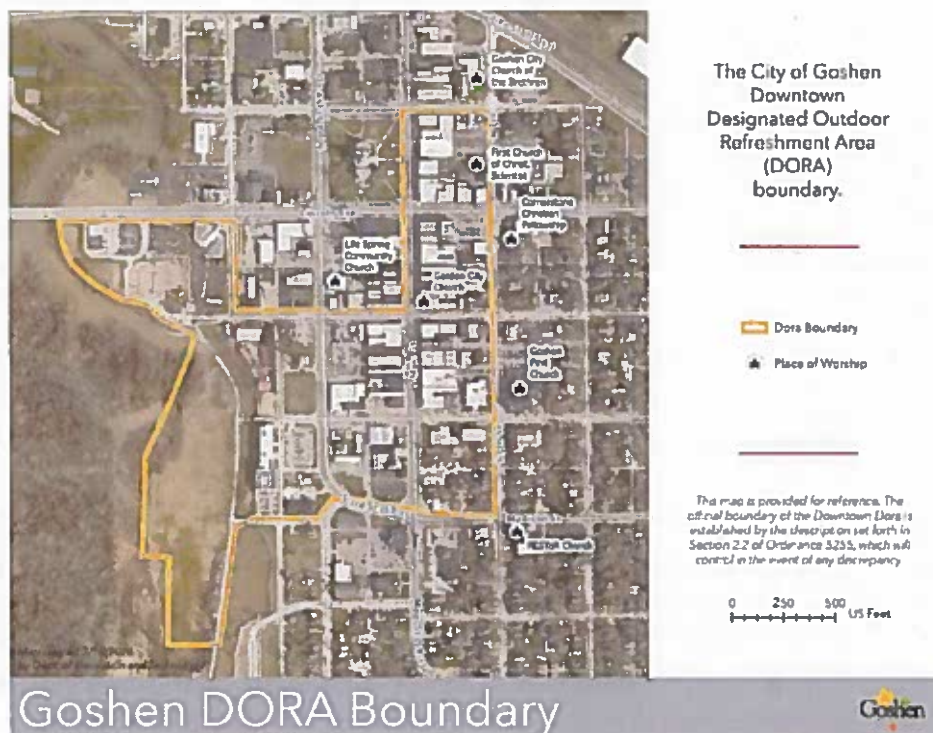 Goshen City
Church of
the Brethren
First Church
of Christ,
Scientist
Cornerstone
Christian
Fellowship
Life Spring
Community
Church
Garden City
Church
First
Church
Church
The City of Goshen
Downtown
Designated Outdoor
Refreshment Area
(DORA)
boundary.
Dora Boundary
Place of Worship
This map is provided for reference. The
official boundary of the Downtown Dora is
established by the description set forth in
Section 2.2 of Ordinance 5255, which will
control in the event of any discrepancy
0 250 500
US Feet
Goshen DORA Boundary
Goshen